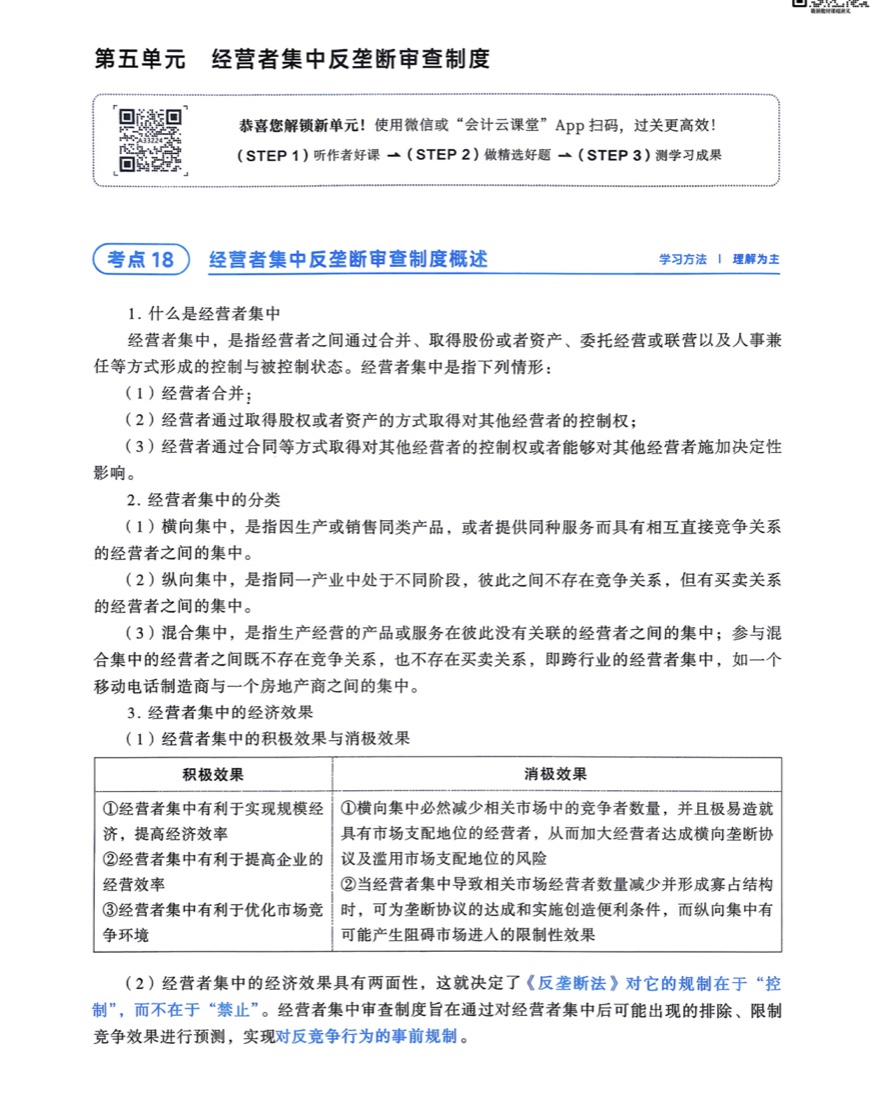 第五单元 经营者集中反垄断审查制度
恭喜您解锁新单元！使用微信或“会计云课堂”App 扫码，过关更高效！
（STEP 1）听作者好课 ⇀（STEP 2）做精选好题 ⇀（STEP 3）测学习成果
考点 18 经营者集中反垄断审查制度概述 学习方法 | 理解为主
1. 什么是经营者集中
经营者集中，是指经营者之间通过合并、取得股份或者资产、委托经营或联营以及人事兼
任等方式形成的控制与被控制状态。经营者集中是指下列情形：
（1）经营者合并；
（2）经营者通过取得股权或者资产的方式取得对其他经营者的控制权；
（3）经营者通过合同等方式取得对其他经营者的控制权或者能够对其他经营者施加决定性
影响。
2. 经营者集中的分类
（1）横向集中，是指因生产或销售同类产品，或者提供同种服务而具有相互直接竞争关系
的经营者之间的集中。
（2）纵向集中，是指同一产业中处于不同阶段，彼此之间不存在竞争关系，但有买卖关系
的经营者之间的集中。
（3）混合集中，是指生产经营的产品或服务在彼此没有关联的经营者之间的集中；参与混
合集中的经营者之间既不存在竞争关系，也不存在买卖关系，即跨行业的经营者集中，如一个
移动电话制造商与一个房地产商之间的集中。
3. 经营者集中的经济效果
（1）经营者集中的积极效果与消极效果
积极效果
①经营者集中有利于实现规模经
济，提高经济效率
②经营者集中有利于提高企业的
经营效率
③经营者集中有利于优化市场竞
争环境
消极效果
①横向集中必然减少相关市场中的竞争者数量，并且极易造就
具有市场支配地位的经营者，从而加大经营者达成横向垄断协
议及滥用市场支配地位的风险
②当经营者集中导致相关市场经营者数量减少并形成寡占结构
时，可为垄断协议的达成和实施创造便利条件，而纵向集中有
可能产生阻碍市场进入的限制性效果
（2）经营者集中的经济效果具有两面性，这就决定了《反垄断法》对它的规制在于“控
制”，而不在于“禁止”。经营者集中审查制度旨在通过对经营者集中后可能出现的排除、限制
竞争效果进行预测，实现对反竞争行为的事前规制。